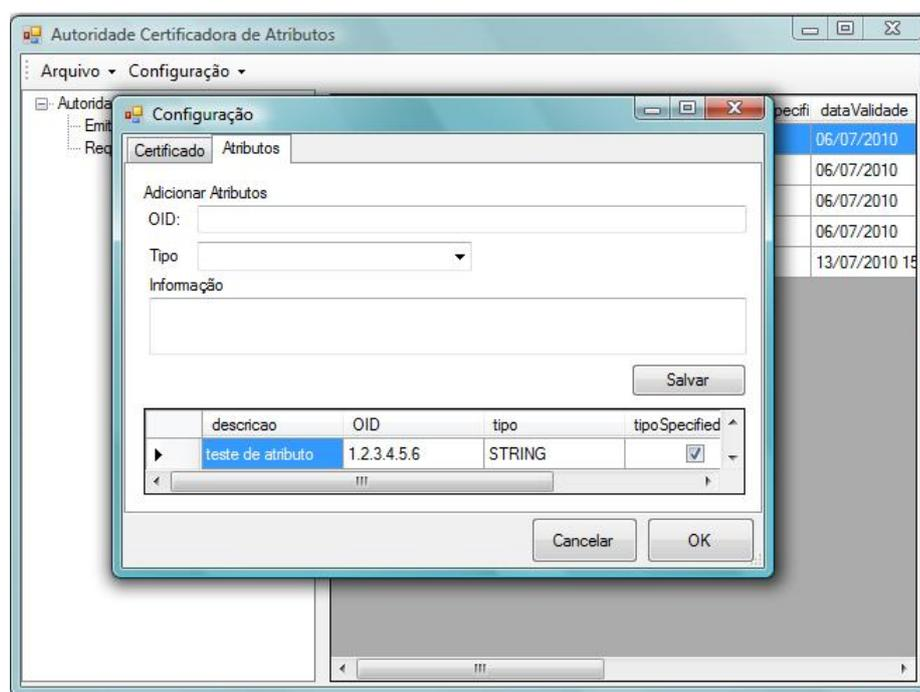 Autoridade Certificadora de Atributos
Arquivo Configuração
Autorida
Emit
Req
pecifi dataValidade
06/07/2010
06/07/2010
06/07/2010
06/07/2010
13/07/2010 15
Configuração
Certificado Atributos
Adicionar Atributos
OID:
Tipo
Informação
Salvar
descricao OID tipo tipoSpecified
teste de atributo 1.2.3.4.5.6 STRING
Cancelar OK